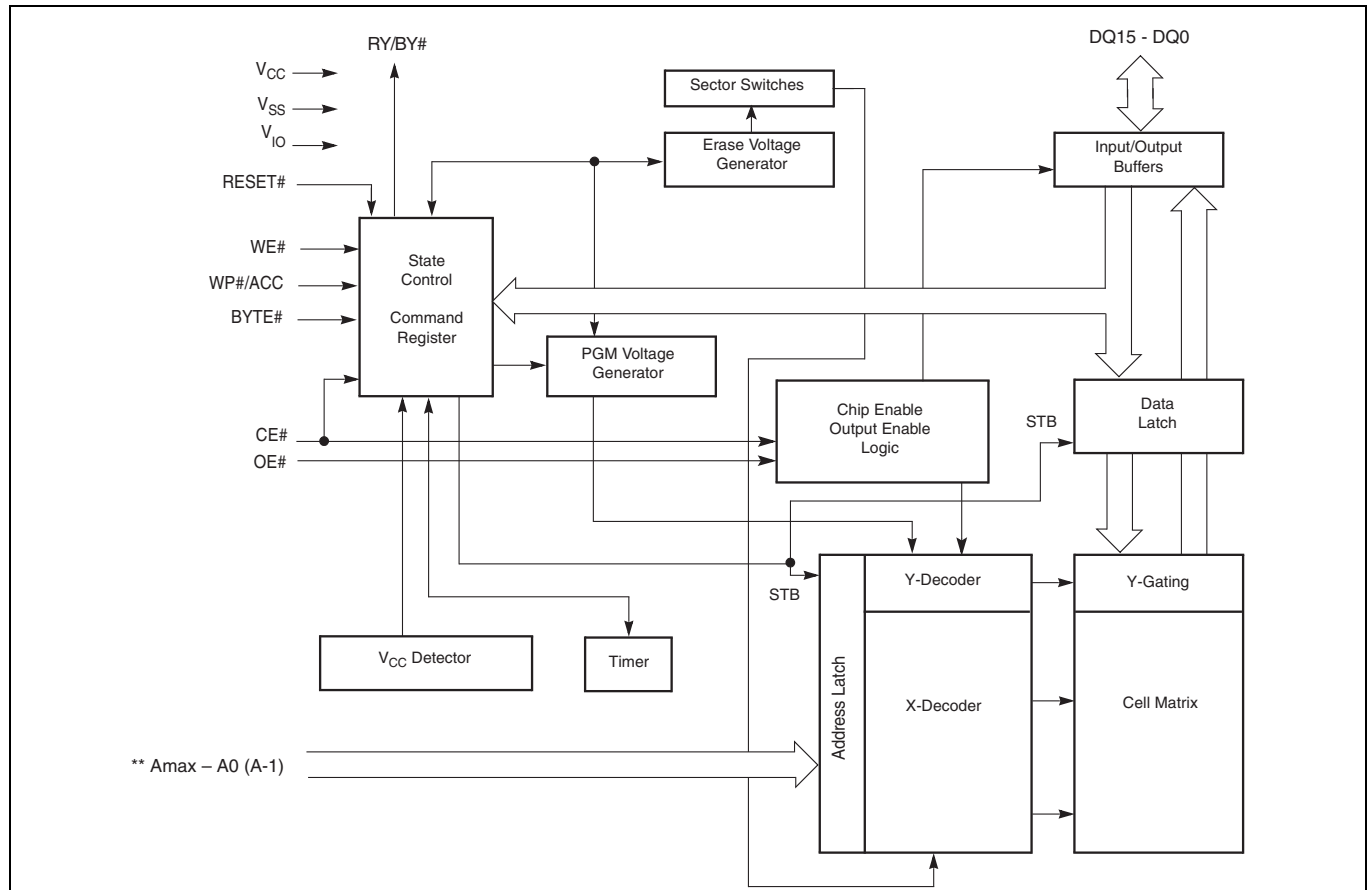 RY/BY#
DQ15 - DQ0
VCC
VSS
VIO
RESET#
WE#
WP#/ACC
BYTE#
CE#
OE#
Sector Switches
Erase Voltage
Generator
Input/Output
Buffers
State
Control
Command
Register
PGM Voltage
Generator
Chip Enable
Output Enable
Logic
STB
Data
Latch
STB
Y-Decoder
Y-Gating
VCC Detector
Timer
Address Latch
X-Decoder
Cell Matrix
** Amax – A0 (A-1)